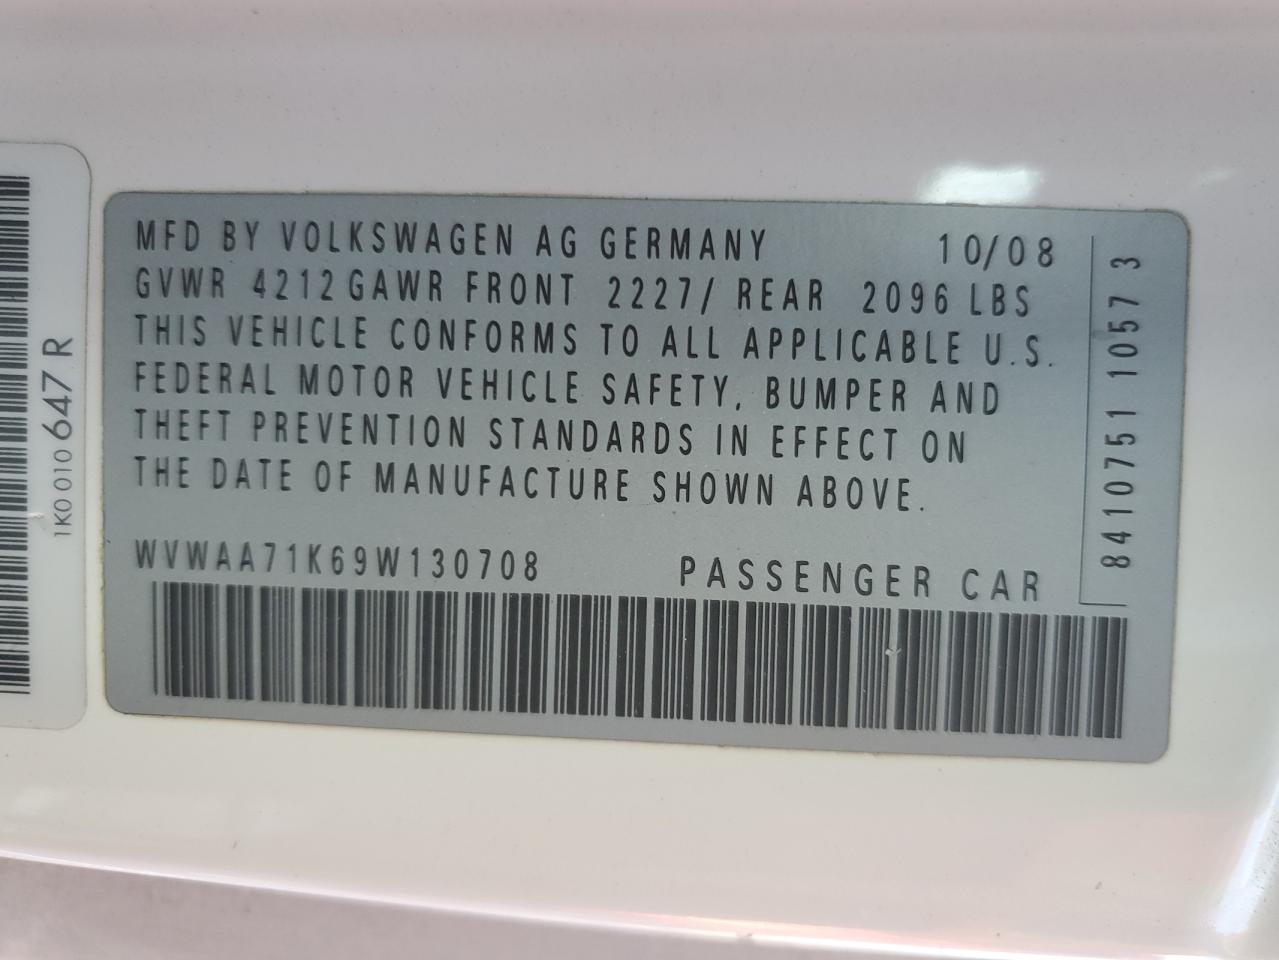 MFD BY VOLKSWAGEN AG GERMANY 10/08
GVWR 4212 GAWR FRONT 2227/ REAR 2096 LBS
THIS VEHICLE CONFORMS TO ALL APPLICABLE U.S.
FEDERAL MOTOR VEHICLE SAFETY, BUMPER AND
THEFT PREVENTION STANDARDS IN EFFECT ON
THE DATE OF MANUFACTURE SHOWN ABOVE.
WVWAA71K69W130708 PASSENGER CAR
8410751 1057 3
1K0 010 647 R